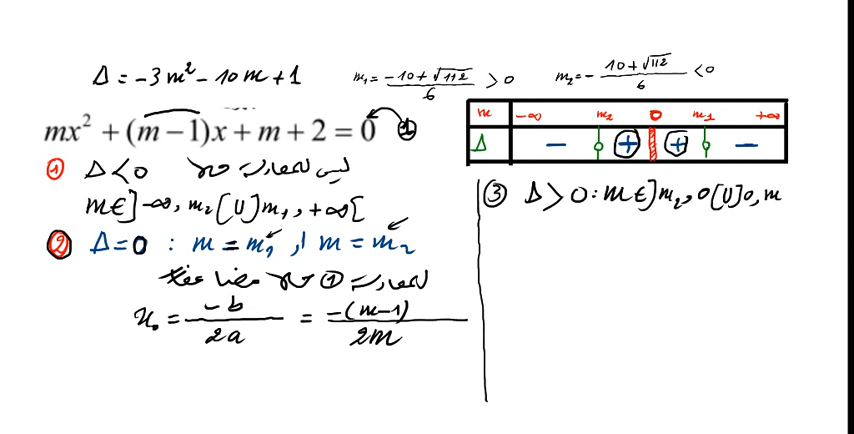 Δ = -3m² - 10m + 1
m₁ = (-10 + √112) / 6 > 0
m₂ = - (10 + √112) / 6 < 0
mx² + (m − 1)x + m + 2 = 0 ①
m | -∞ m₂ 0 m₁ +∞
Δ | − + + −
① Δ < 0 ليس للمعادلة حل
m ∈ ]-∞, m₂[ U ]m₁, +∞[
② Δ = 0 : m = m₁ أو m = m₂
للمعادلة ① حل مضاعف
x₀ = -b / 2a = -(m-1) / 2m
③ Δ > 0 : m ∈ ]m₂, 0[ U ]0, m